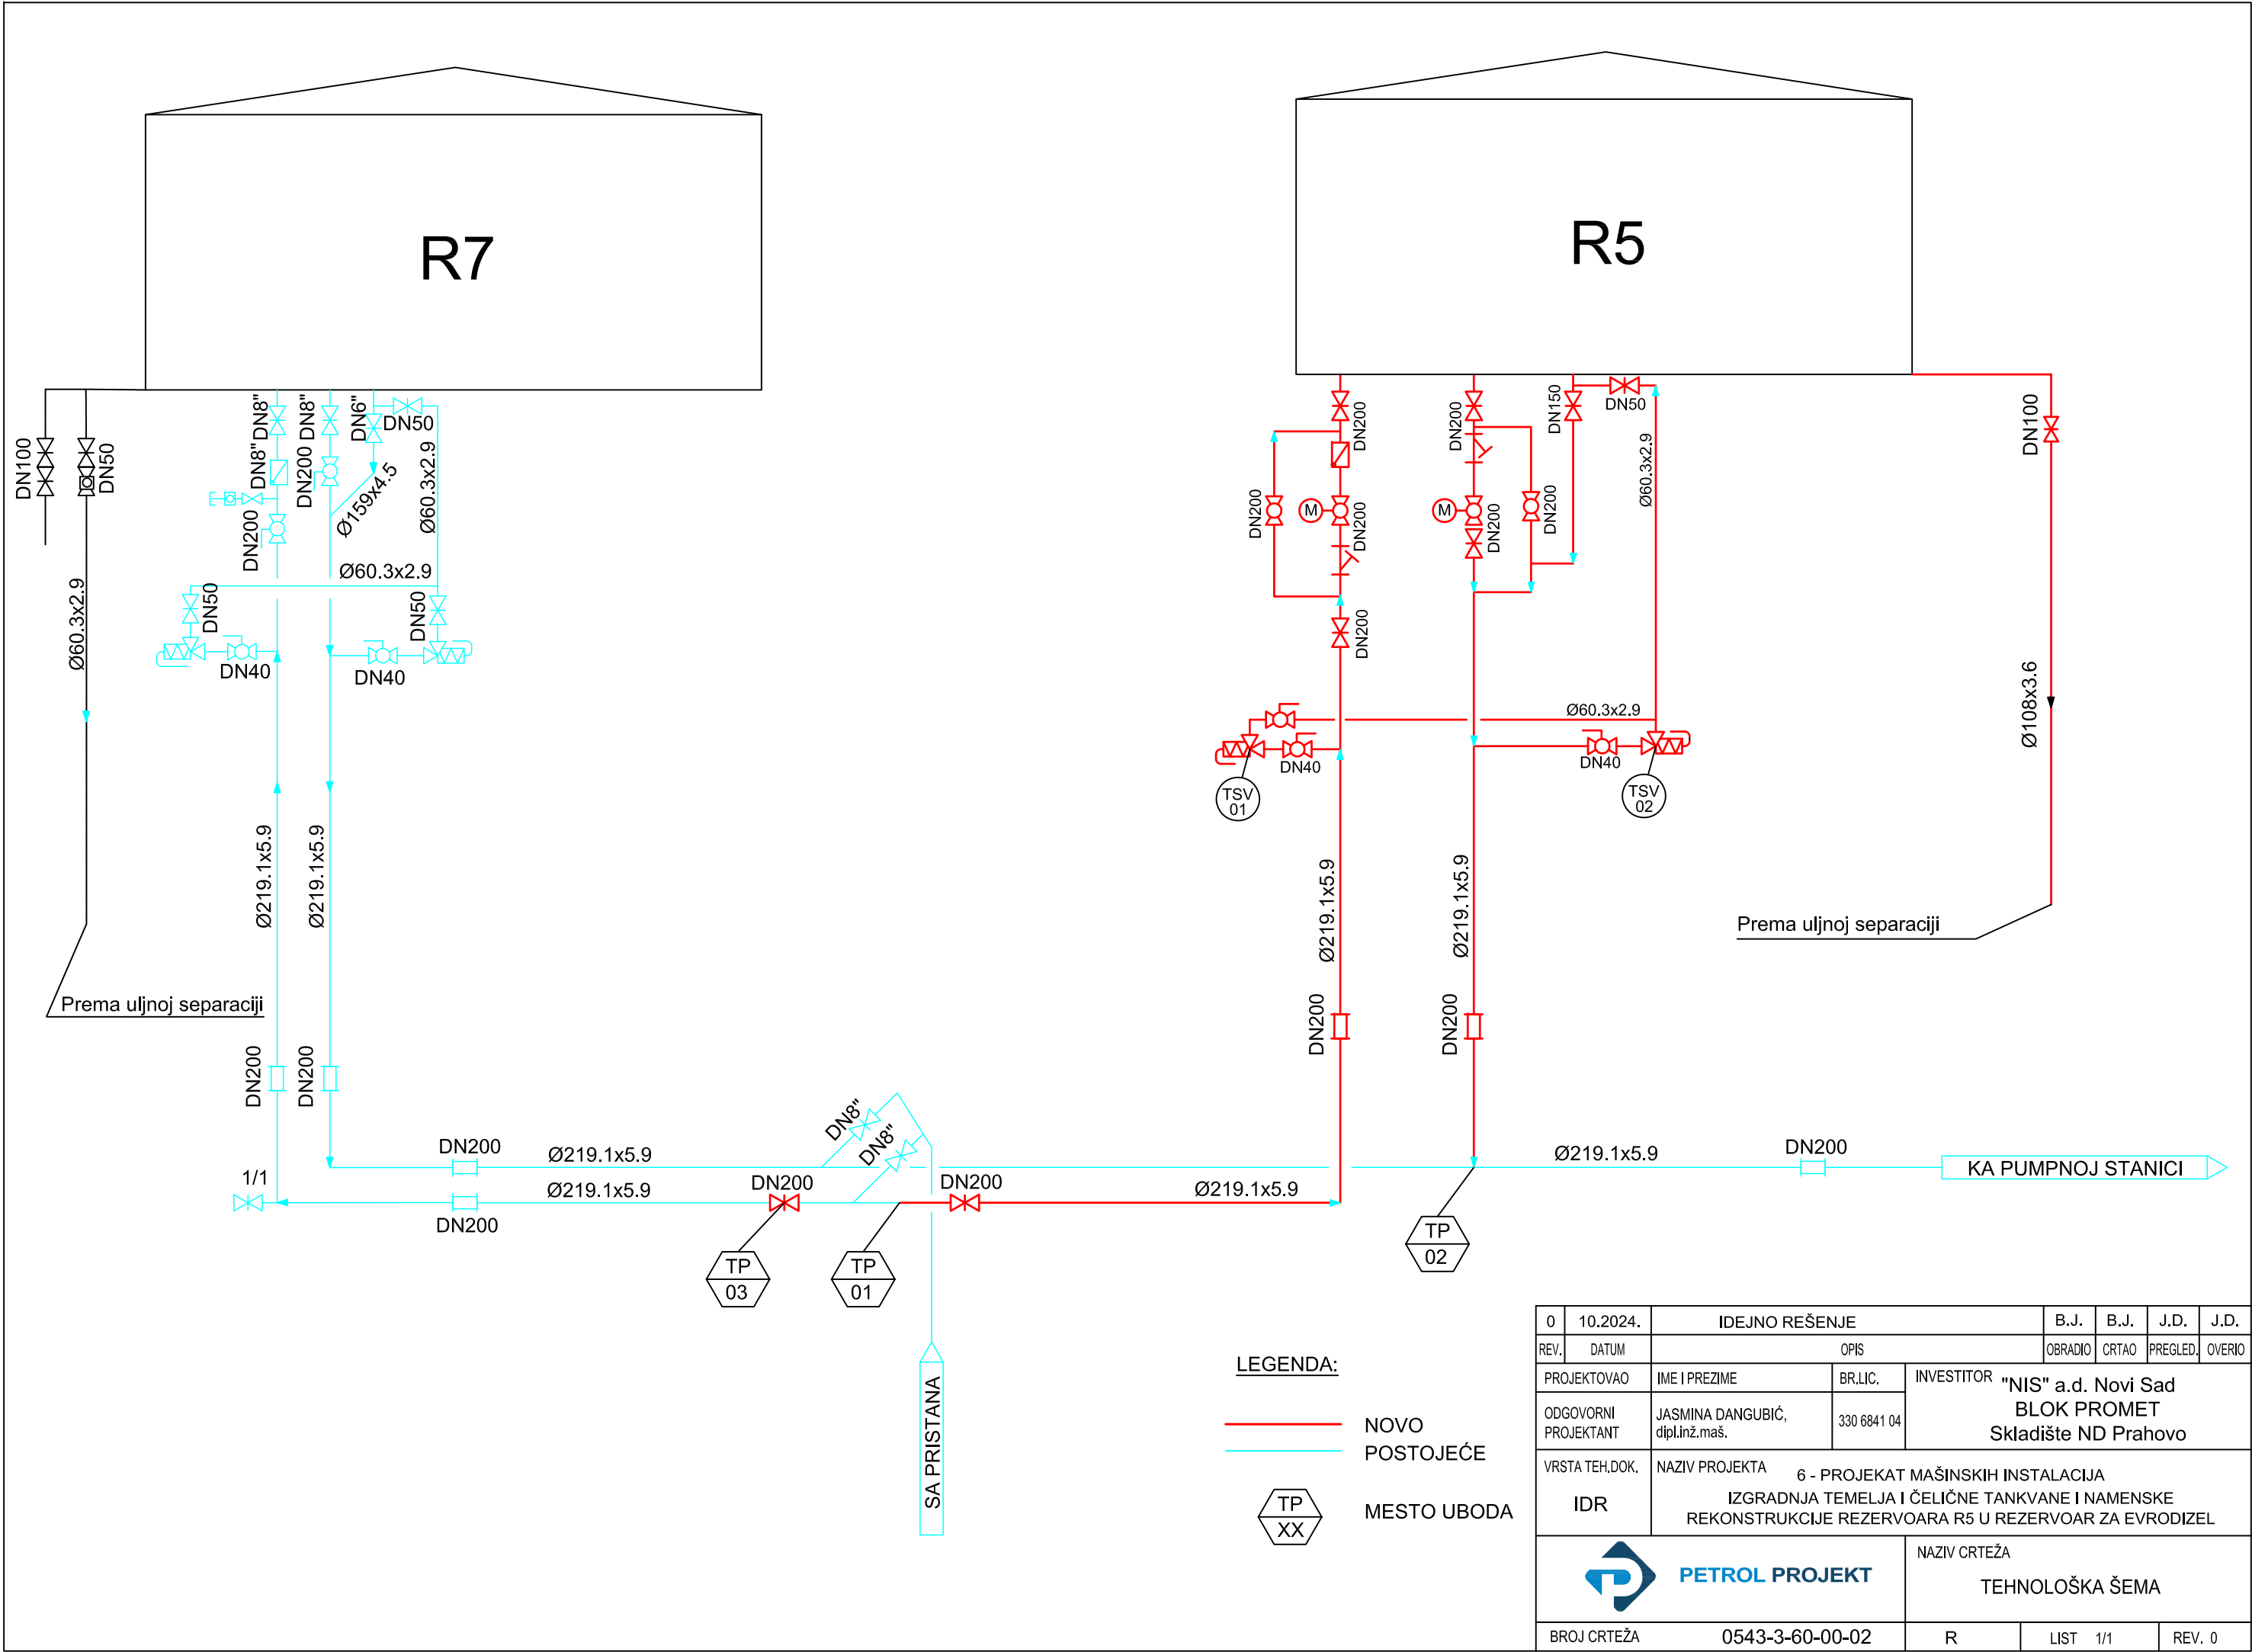 R7
R5
DN100
DN50
DN8"
DN8"
DN6"
DN50
DN8"
DN200
Ø159x4.5
Ø60.3x2.9
DN200
Ø60.3x2.9
DN50
DN50
DN40
DN40
Ø60.3x2.9
Ø219.1x5.9
Ø219.1x5.9
Prema uljnoj separaciji
DN200
DN200
1/1
DN200
Ø219.1x5.9
DN200
Ø219.1x5.9
DN8"
DN8"
DN200
DN200
Ø219.1x5.9
TP
03
TP
01
SA PRISTANA
DN200
DN200
DN150
DN50
DN100
Ø60.3x2.9
DN200
M
DN200
M
DN200
DN200
DN200
Ø60.3x2.9
DN40
DN40
TSV
01
TSV
02
Ø108x3.6
Ø219.1x5.9
Ø219.1x5.9
Prema uljnoj separaciji
DN200
DN200
Ø219.1x5.9
DN200
KA PUMPNOJ STANICI
TP
02
LEGENDA:
NOVO
POSTOJEĆE
TP
XX
MESTO UBODA
0 10.2024. IDEJNO REŠENJE B.J. B.J. J.D. J.D.
REV. DATUM OPIS OBRADIO CRTAO PREGLED. OVERIO
PROJEKTOVAO IME I PREZIME BR.LIC. INVESTITOR
"NIS" a.d. Novi Sad
BLOK PROMET
Skladište ND Prahovo
ODGOVORNI
PROJEKTANT
JASMINA DANGUBIĆ,
dipl.inž.maš.
330 6841 04
VRSTA TEH.DOK.
IDR
NAZIV PROJEKTA
6 - PROJEKAT MAŠINSKIH INSTALACIJA
IZGRADNJA TEMELJA I ČELIČNE TANKVANE I NAMENSKE
REKONSTRUKCIJE REZERVOARA R5 U REZERVOAR ZA EVRODIZEL
PETROL PROJEKT
NAZIV CRTEŽA
TEHNOLOŠKA ŠEMA
BROJ CRTEŽA 0543-3-60-00-02 R LIST 1/1 REV. 0